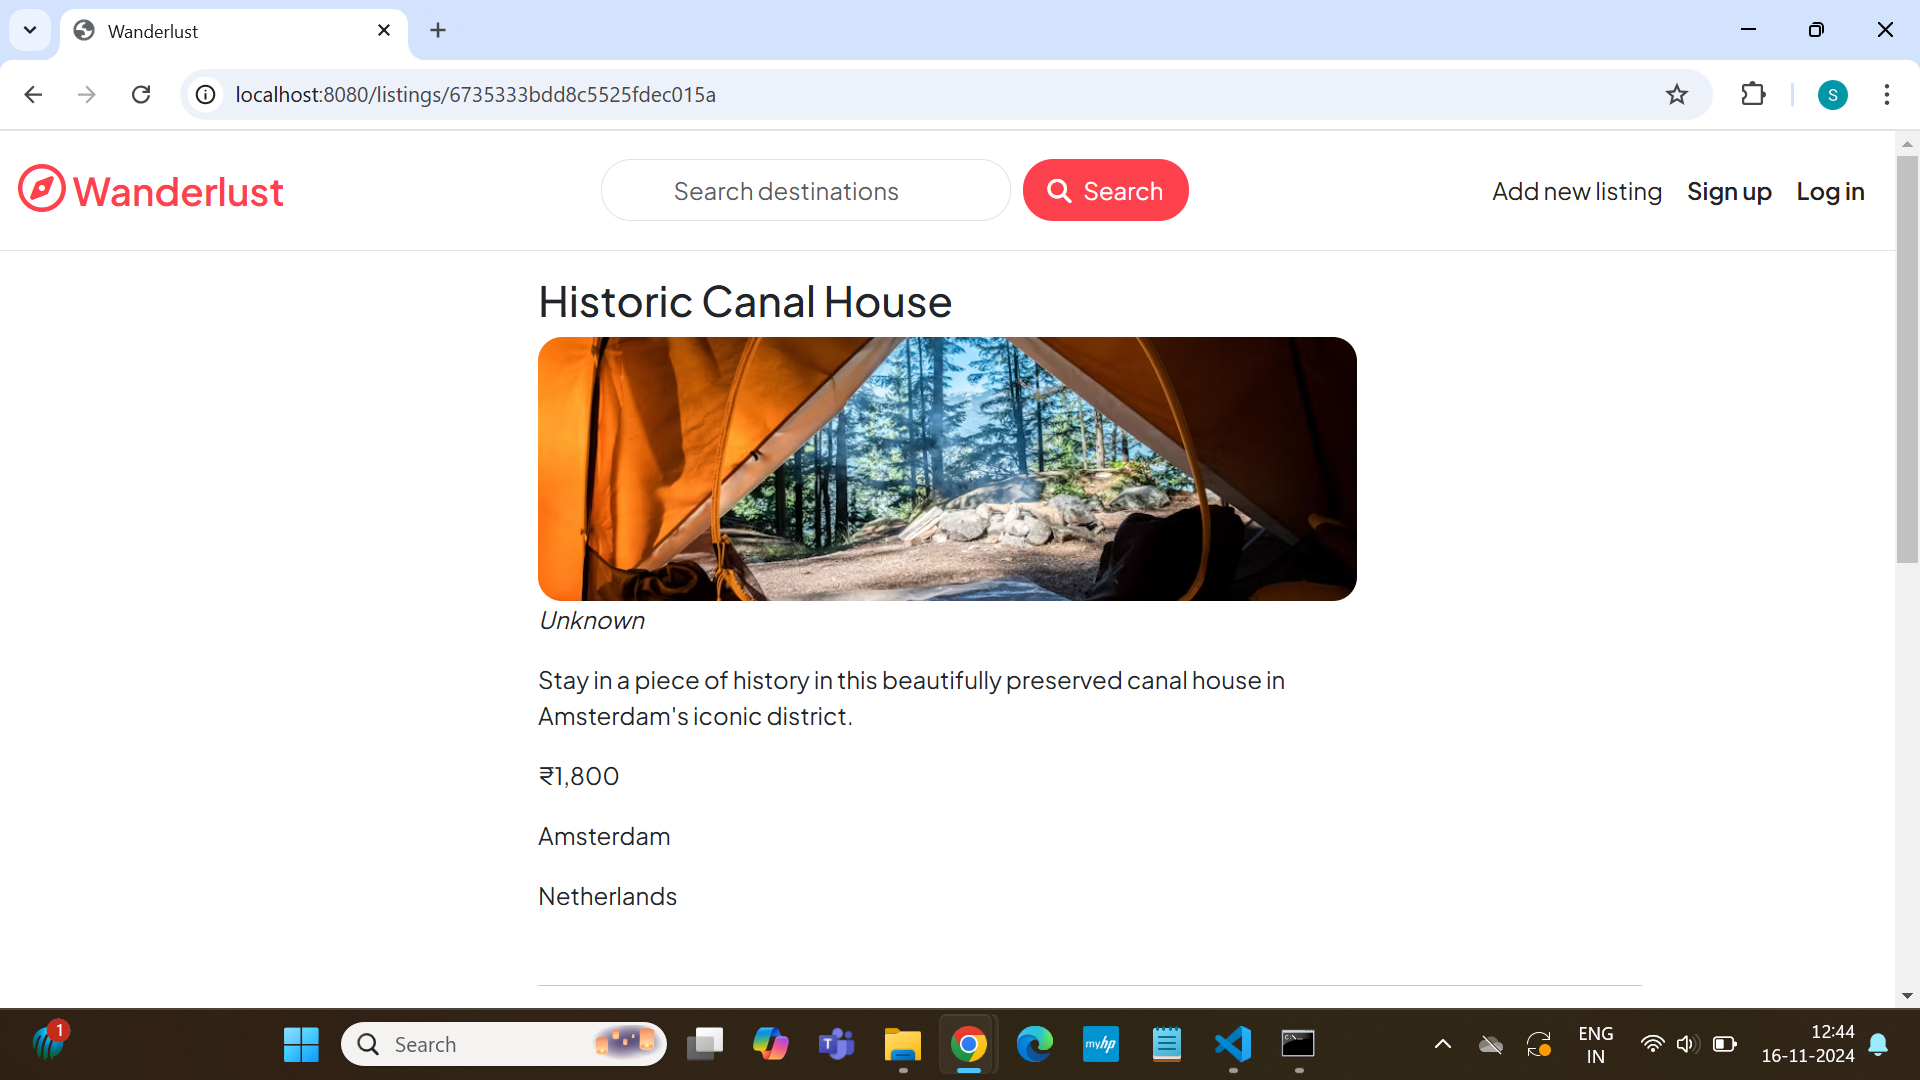 Wanderlust
localhost:8080/listings/6735333bdd8c5525fdec015a
S
Wanderlust
Search destinations
Search
Add new listing
Sign up
Log in
Historic Canal House
Unknown
Stay in a piece of history in this beautifully preserved canal house in
Amsterdam's iconic district.
₹1,800
Amsterdam
Netherlands
1
Search
T
myhp
C:\_
ENG
IN
12:44
16-11-2024